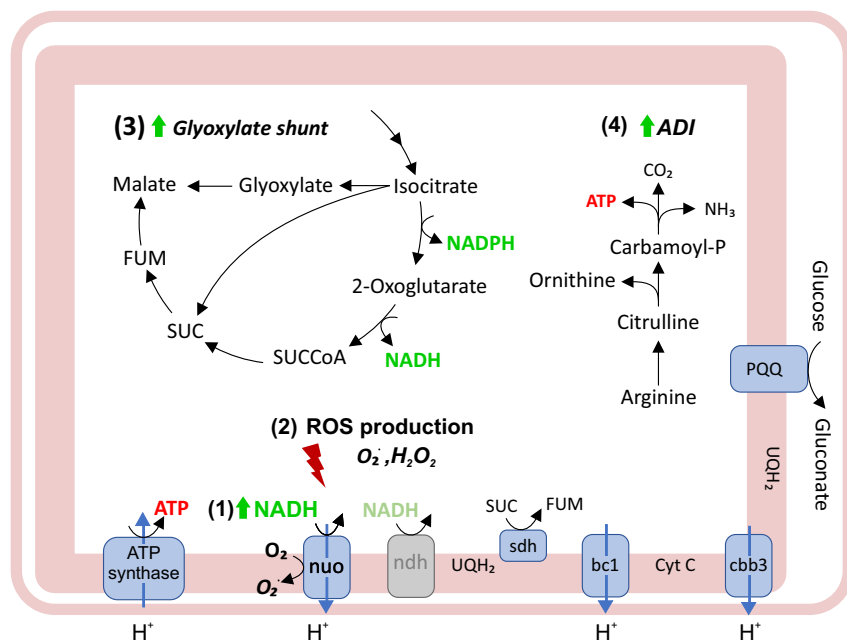 (3) Glyoxylate shunt
(4) ADI
CO₂
ATP
NH₃
Malate
Glyoxylate
Isocitrate
NADPH
Carbamoyl-P
FUM
2-Oxoglutarate
Ornithine
Glucose
SUC
Citrulline
SUCCoA
NADH
PQQ
Arginine
Gluconate
(2) ROS production
O₂˙,H₂O₂
UQH₂
ATP
(1) NADH
NADH
SUC
FUM
ATP
synthase
O₂
O₂˙
nuo
ndh
UQH₂
sdh
bc1
Cyt C
cbb3
H⁺
H⁺
H⁺
H⁺